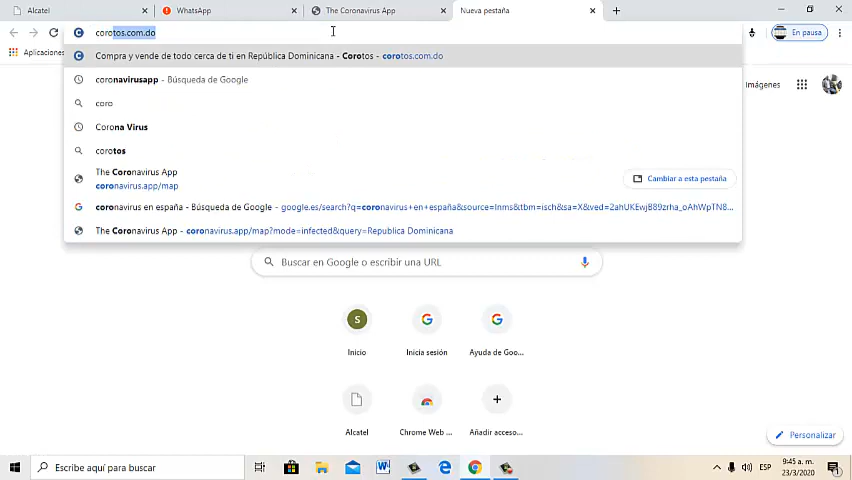 Alcatel
WhatsApp
The Coronavirus App
Nueva pestaña
corotos.com.do
En pausa
Aplicaciones
Compra y vende de todo cerca de ti en República Dominicana - Corotos - corotos.com.do
coronavirusapp - Búsqueda de Google
Imágenes
coro
Corona Virus
corotos
The Coronavirus App
coronavirus.app/map
Cambiar a esta pestaña
coronavirus en españa - Búsqueda de Google - google.es/search?q=coronavirus+en+españa&source=lnms&tbm=isch&sa=X&ved=2ahUKEwjB89zrha_oAhWpTN8...
The Coronavirus App - coronavirus.app/map?mode=infected&query=Republica Dominicana
Buscar en Google o escribir una URL
S
Inicio
Inicia sesión
Ayuda de Goo...
Alcatel
Chrome Web ...
Añadir acceso...
Personalizar
Escribe aquí para buscar
ESP
9:45 a. m.
23/3/2020